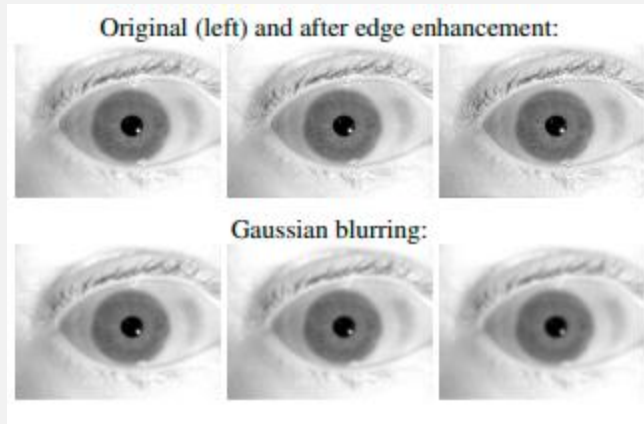 Original (left) and after edge enhancement:
Gaussian blurring: